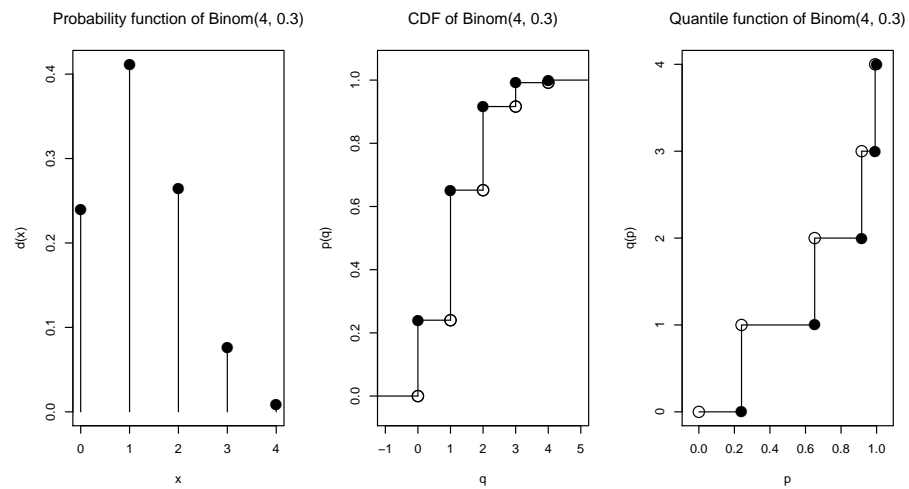 Probability function of Binom(4, 0.3)
d(x)
0.4
0.3
0.2
0.1
0.0
0 1 2 3 4
x
CDF of Binom(4, 0.3)
p(q)
1.0
0.8
0.6
0.4
0.2
0.0
−1 0 1 2 3 4 5
q
Quantile function of Binom(4, 0.3)
q(p)
4
3
2
1
0
0.0 0.2 0.4 0.6 0.8 1.0
p